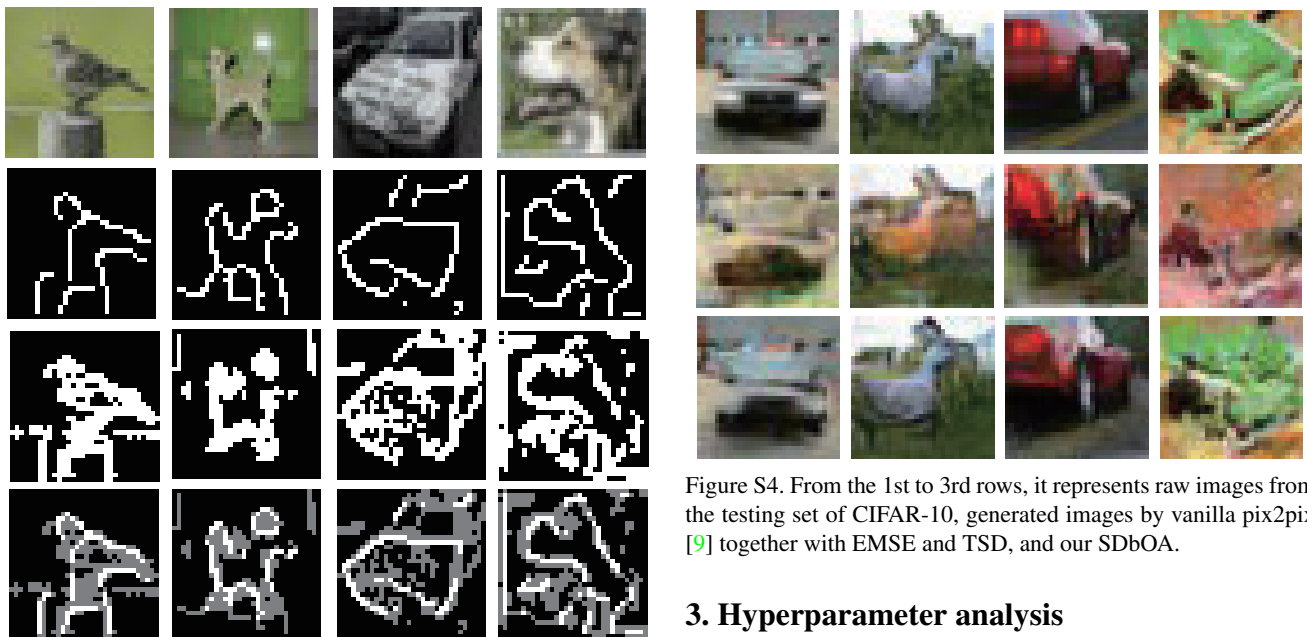 Figure S4. From the 1st to 3rd rows, it represents raw images from
the testing set of CIFAR-10, generated images by vanilla pix2pix
[9] together with EMSE and TSD, and our SDbOA.
3. Hyperparameter analysis